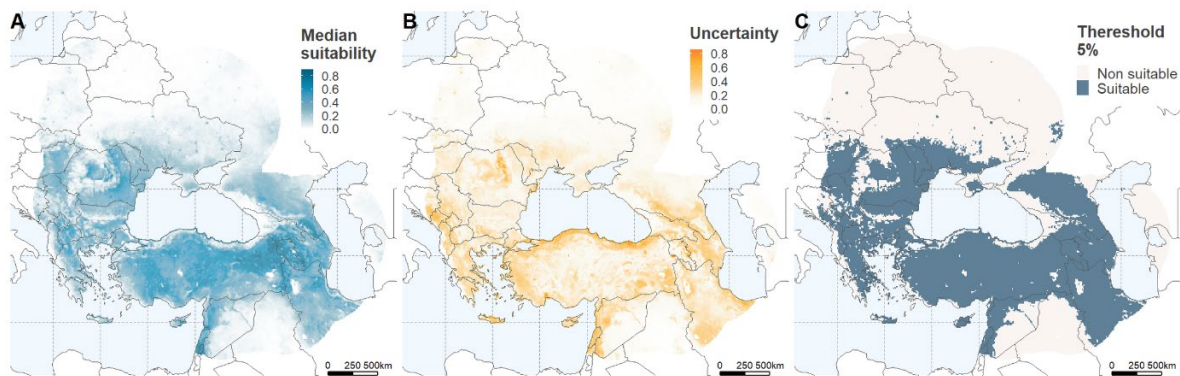 A
Median
suitability
0.8
0.6
0.4
0.2
0.0
0 250 500km
B
Uncertainty
0.8
0.6
0.4
0.2
0.0
0 250 500km
C
Thereshold
5%
Non suitable
Suitable
0 250 500km